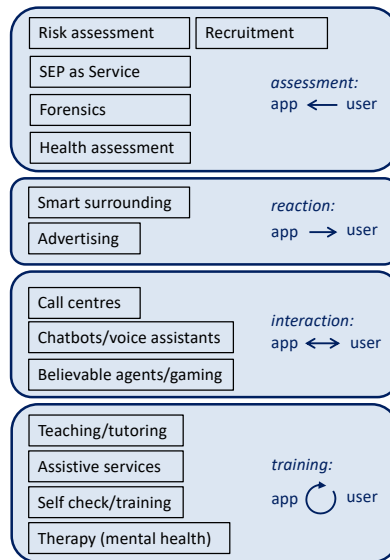 Risk assessment Recruitment
SEP as Service
Forensics
Health assessment
assessment:
app user
Smart surrounding
Advertising
reaction:
app user
Call centres
Chatbots/voice assistants
Believable agents/gaming
interaction:
app user
Teaching/tutoring
Assistive services
Self check/training
Therapy (mental health)
training:
app user